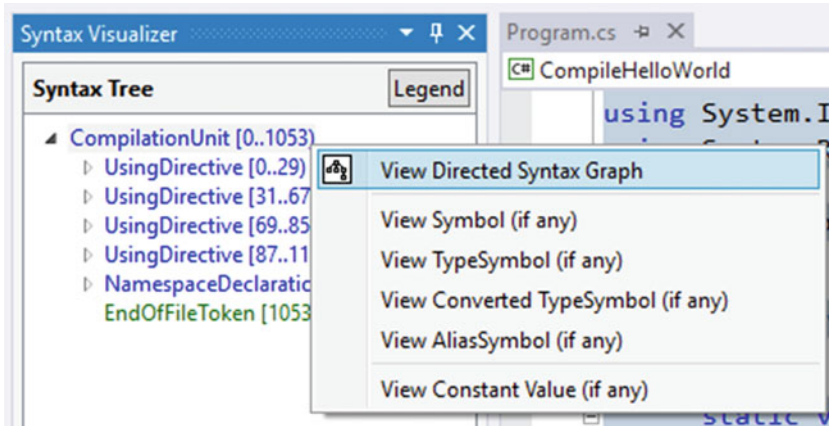 Syntax Visualizer
Program.cs
Syntax Tree
Legend
C# CompileHelloWorld
CompilationUnit [0..1053)
UsingDirective [0..29)
UsingDirective [31..67
UsingDirective [69..85
UsingDirective [87..11
NamespaceDeclaratio
EndOfFileToken [1053
View Directed Syntax Graph
View Symbol (if any)
View TypeSymbol (if any)
View Converted TypeSymbol (if any)
View AliasSymbol (if any)
View Constant Value (if any)
using System.I
static v